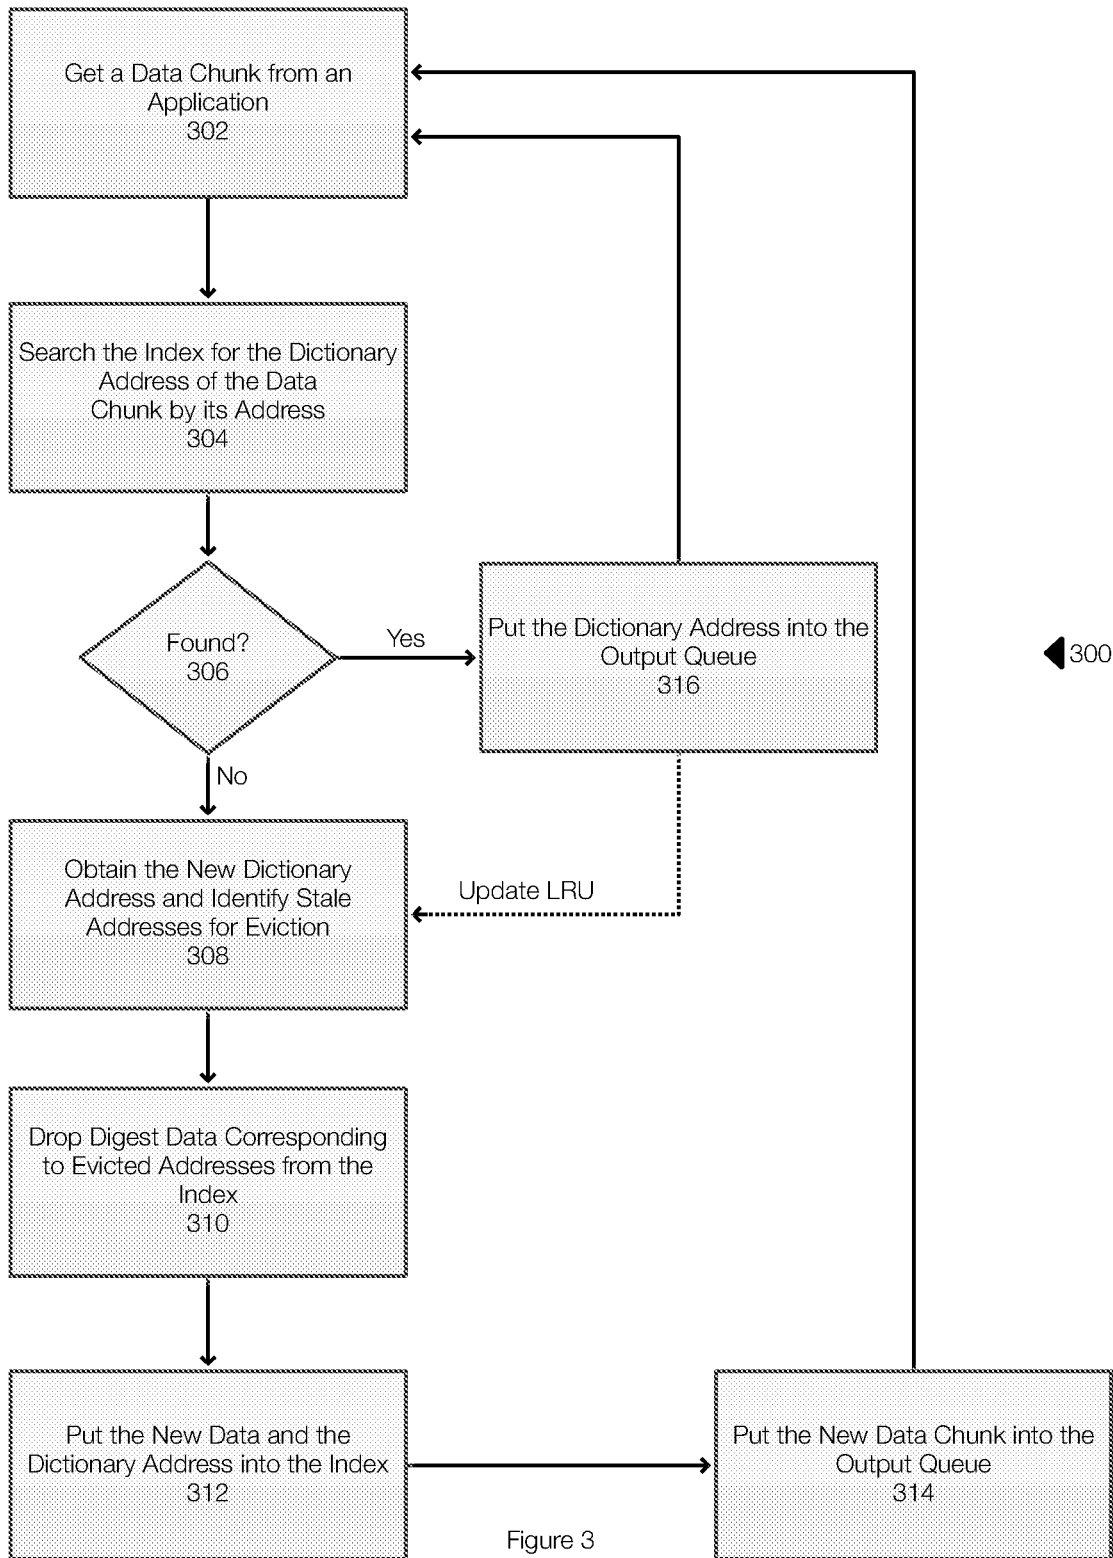 Get a Data Chunk from an
Application
302
Search the Index for the Dictionary
Address of the Data
Chunk by its Address
304
Found?
306
Yes
Put the Dictionary Address into the
Output Queue
316
300
No
Obtain the New Dictionary
Address and Identify Stale
Addresses for Eviction
308
Update LRU
Drop Digest Data Corresponding
to Evicted Addresses from the
Index
310
Put the New Data and the
Dictionary Address into the Index
312
Put the New Data Chunk into the
Output Queue
314
Figure 3